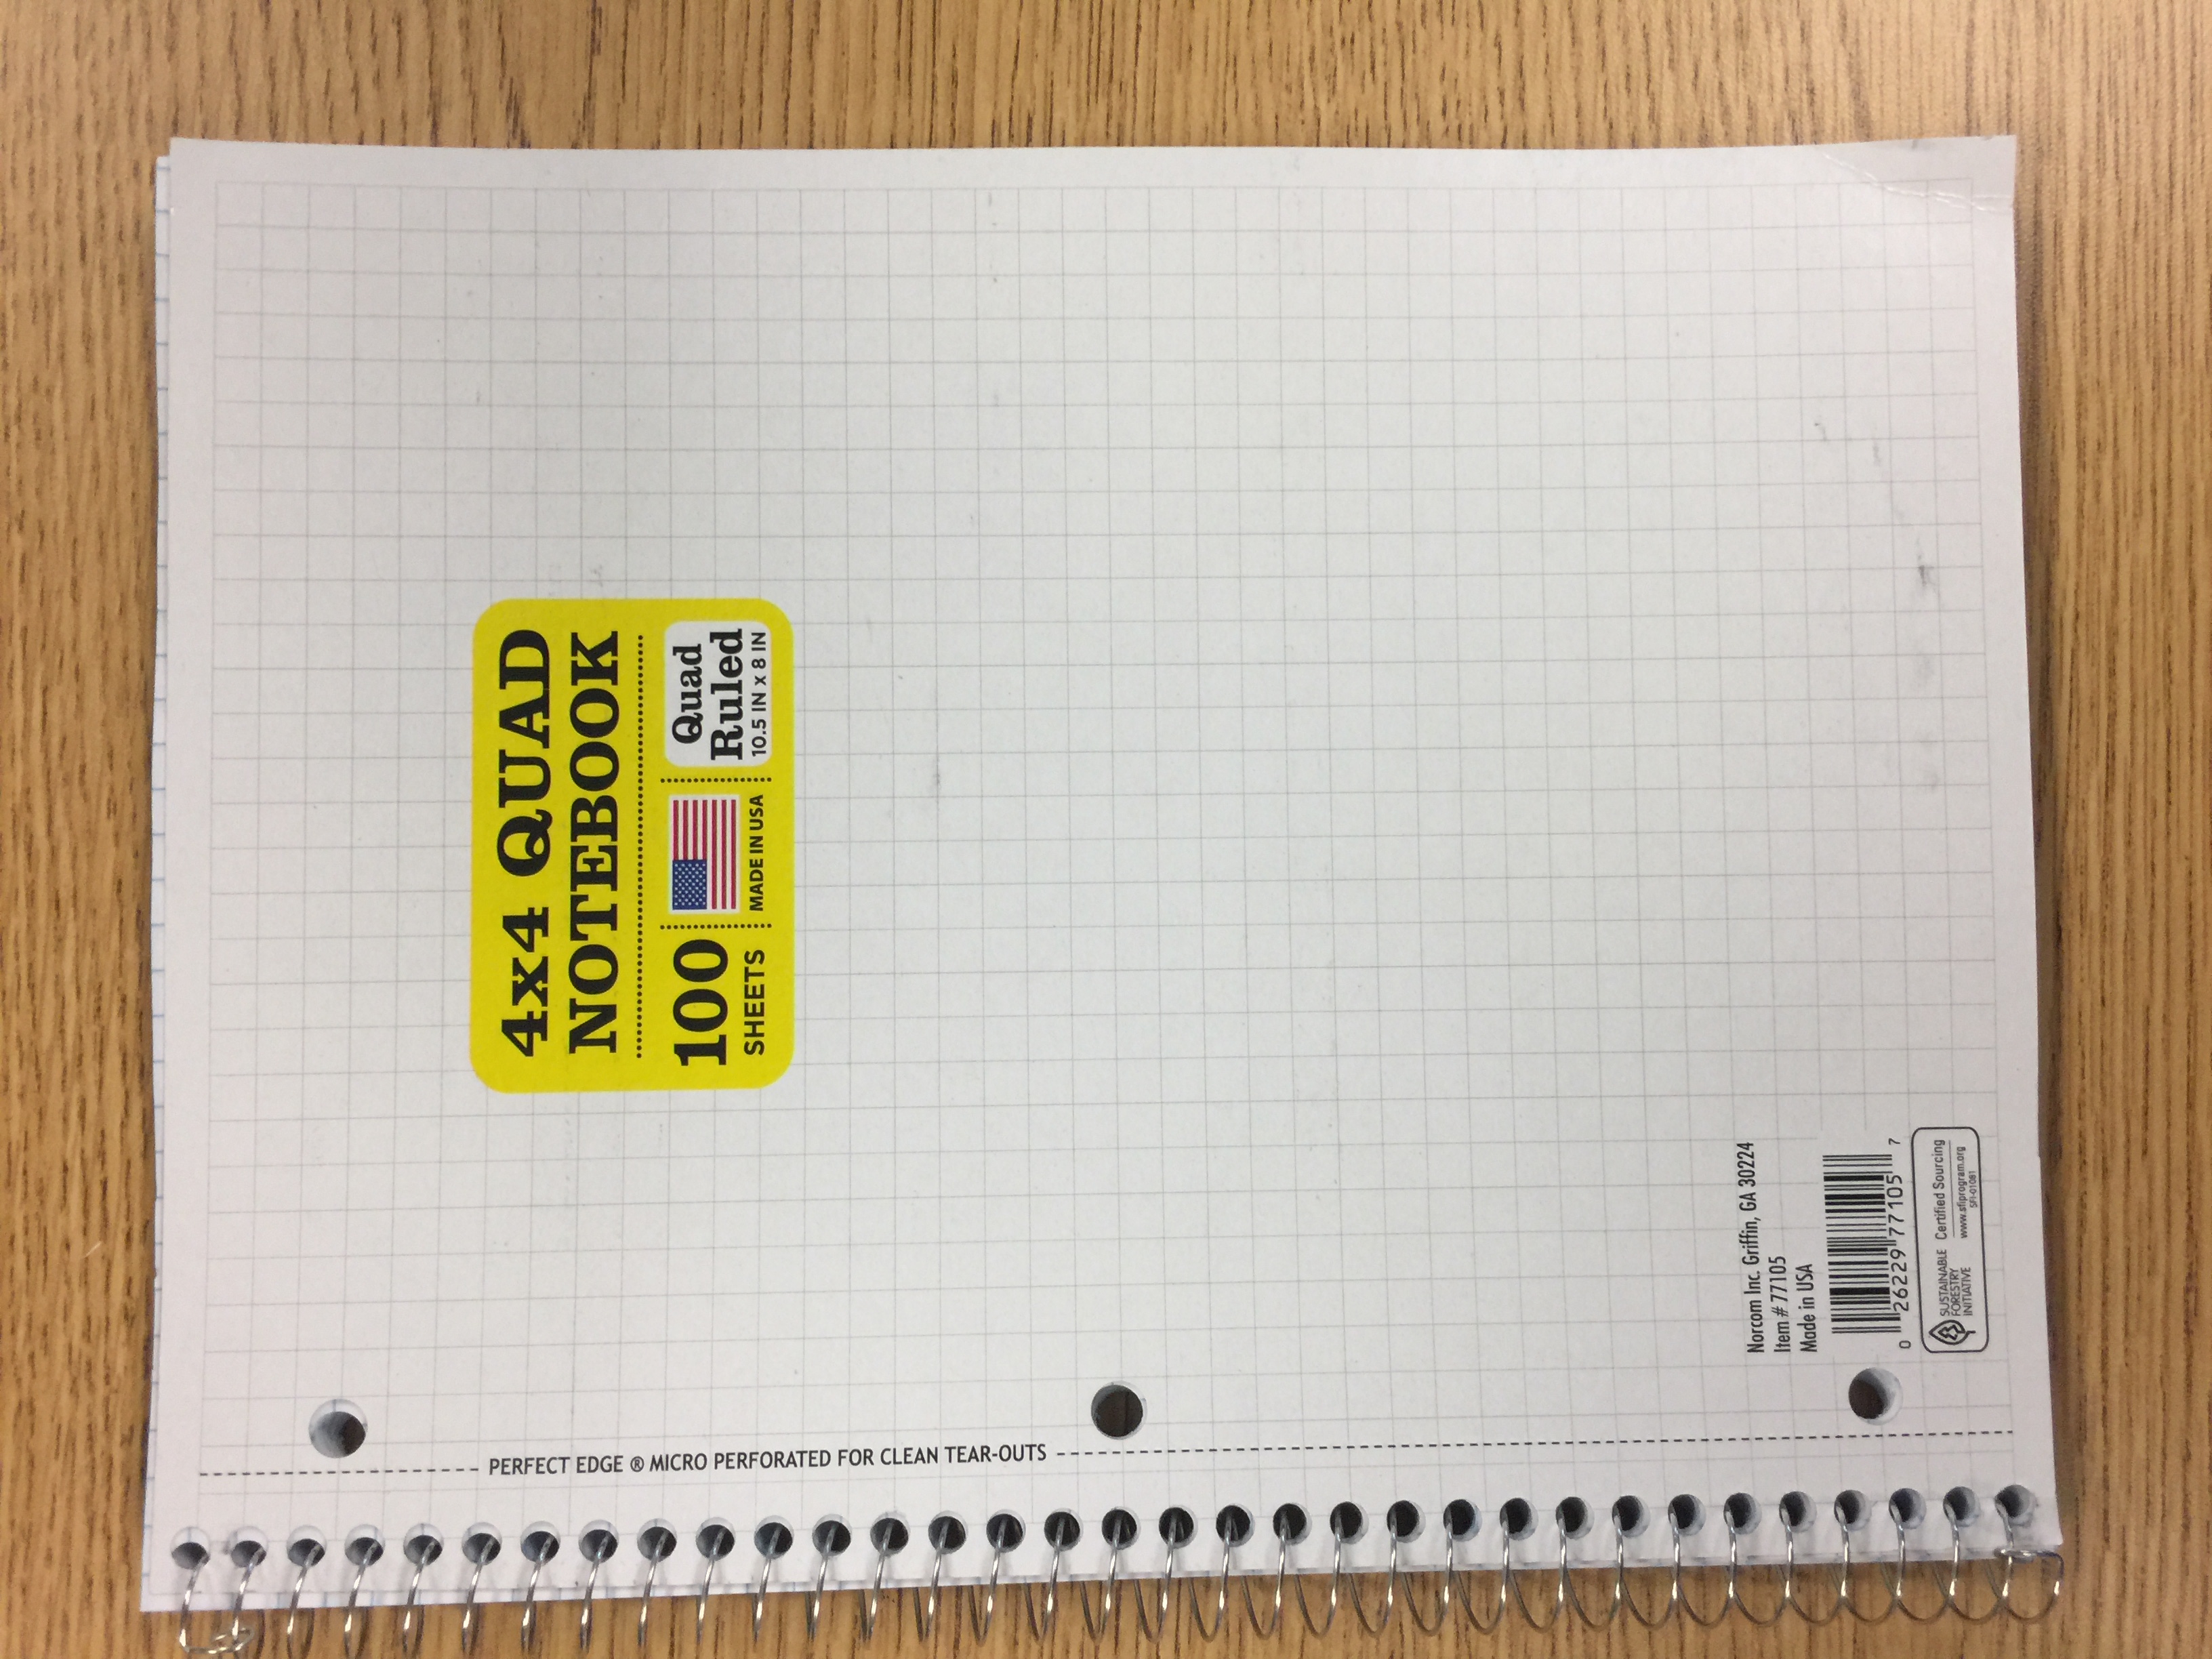 4x4 QUAD
NOTEBOOK
100
SHEETS
MADE IN USA
Quad
Ruled
10.5 IN x 8 IN
PERFECT EDGE ® MICRO PERFORATED FOR CLEAN TEAR-OUTS
Norcom Inc. Griffin, GA 30224
Item # 77105
Made in USA
0 26229 77105 7
SUSTAINABLE
FORESTRY
INITIATIVE
Certified Sourcing
www.sfiprogram.org
SFI-01081